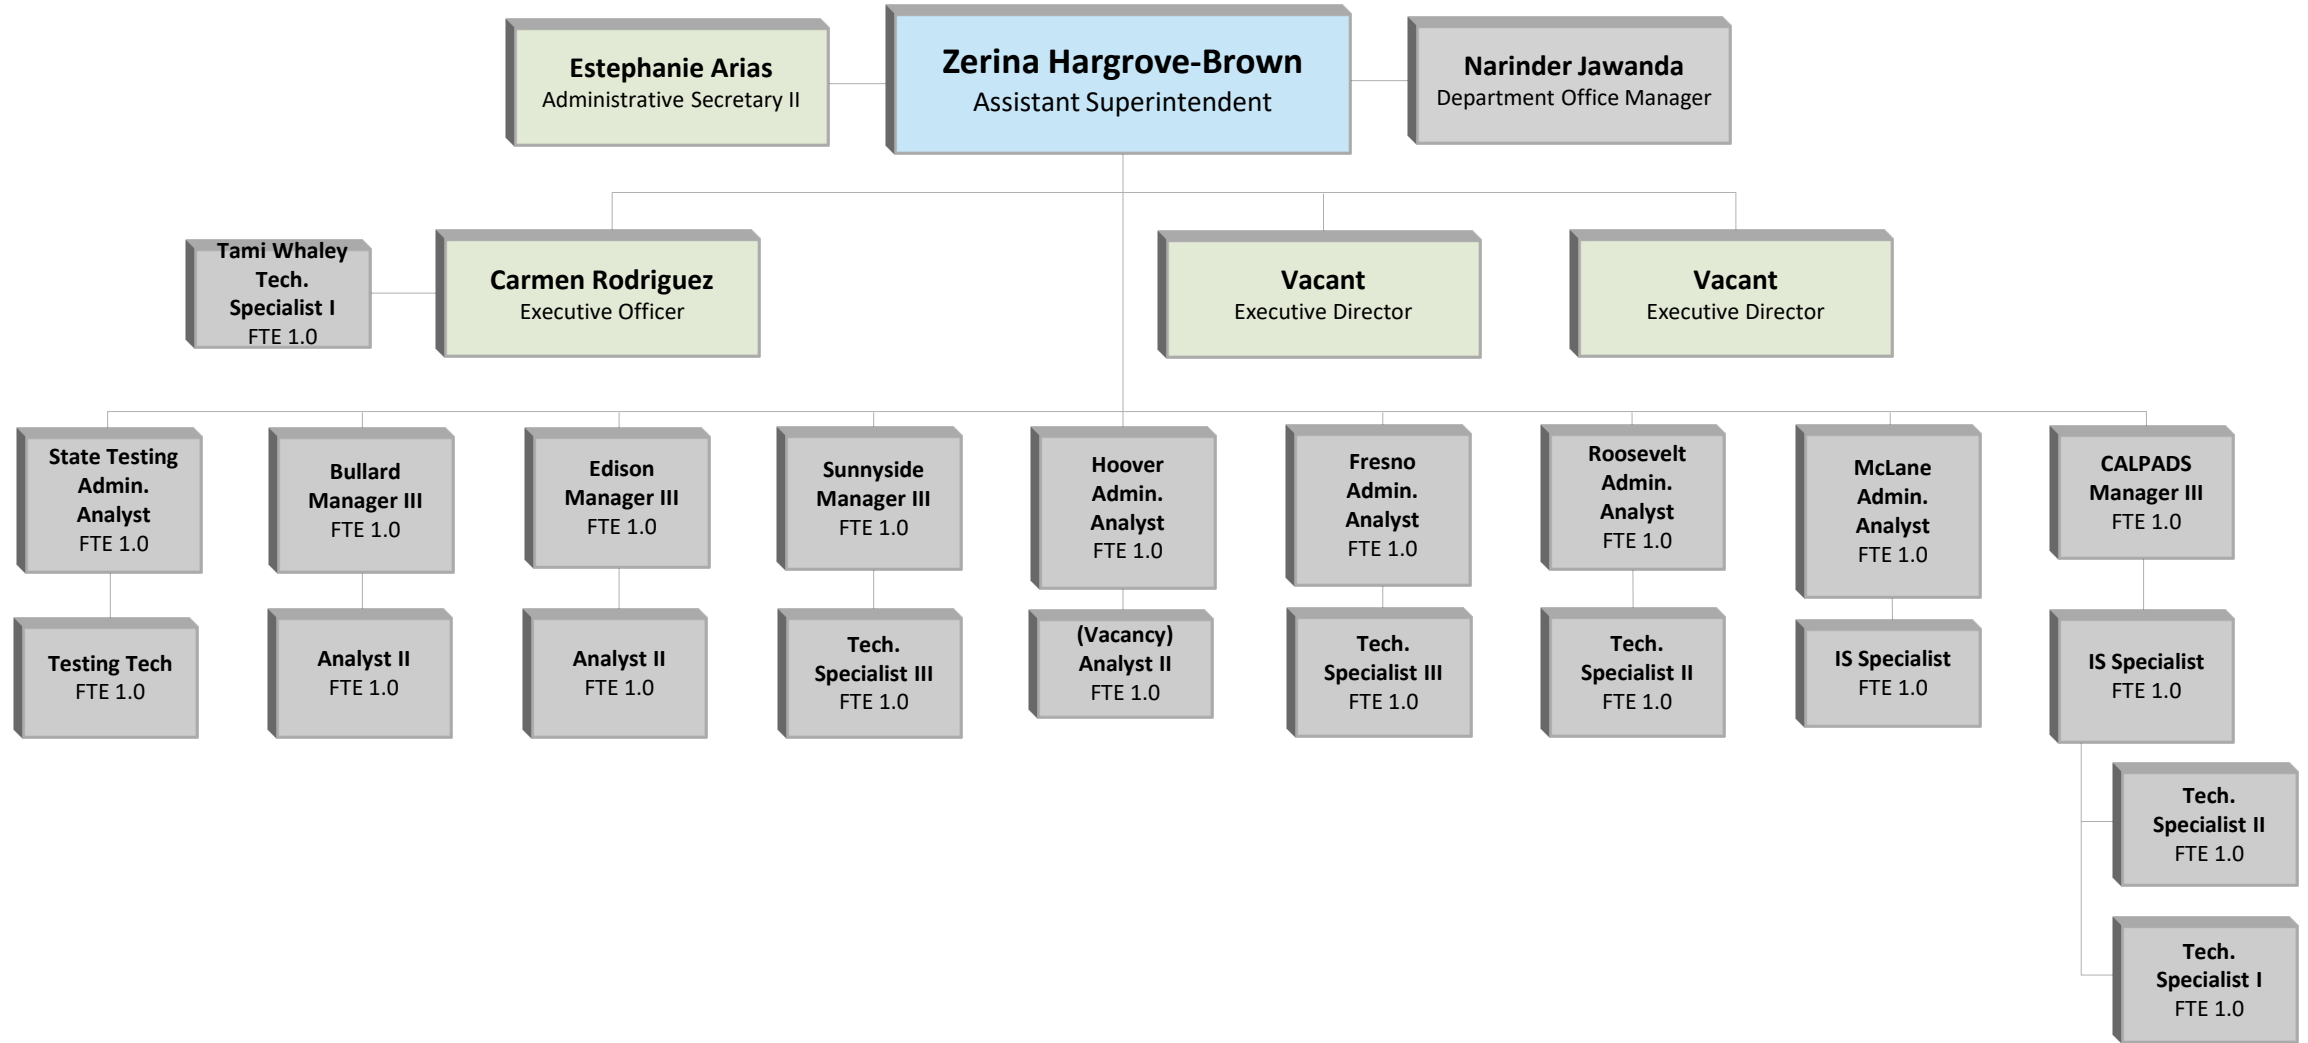 Estephanie Arias
Administrative Secretary II
Zerina Hargrove-Brown
Assistant Superintendent
Narinder Jawanda
Department Office Manager
Tami Whaley
Tech.
Specialist I
FTE 1.0
Carmen Rodriguez
Executive Officer
Vacant
Executive Director
Vacant
Executive Director
State Testing
Admin.
Analyst
FTE 1.0
Bullard
Manager III
FTE 1.0
Edison
Manager III
FTE 1.0
Sunnyside
Manager III
FTE 1.0
Hoover
Admin.
Analyst
FTE 1.0
Fresno
Admin.
Analyst
FTE 1.0
Roosevelt
Admin.
Analyst
FTE 1.0
McLane
Admin.
Analyst
FTE 1.0
CALPADS
Manager III
FTE 1.0
Testing Tech
FTE 1.0
Analyst II
FTE 1.0
Analyst II
FTE 1.0
Tech.
Specialist III
FTE 1.0
(Vacancy)
Analyst II
FTE 1.0
Tech.
Specialist III
FTE 1.0
Tech.
Specialist II
FTE 1.0
IS Specialist
FTE 1.0
IS Specialist
FTE 1.0
Tech.
Specialist II
FTE 1.0
Tech.
Specialist I
FTE 1.0